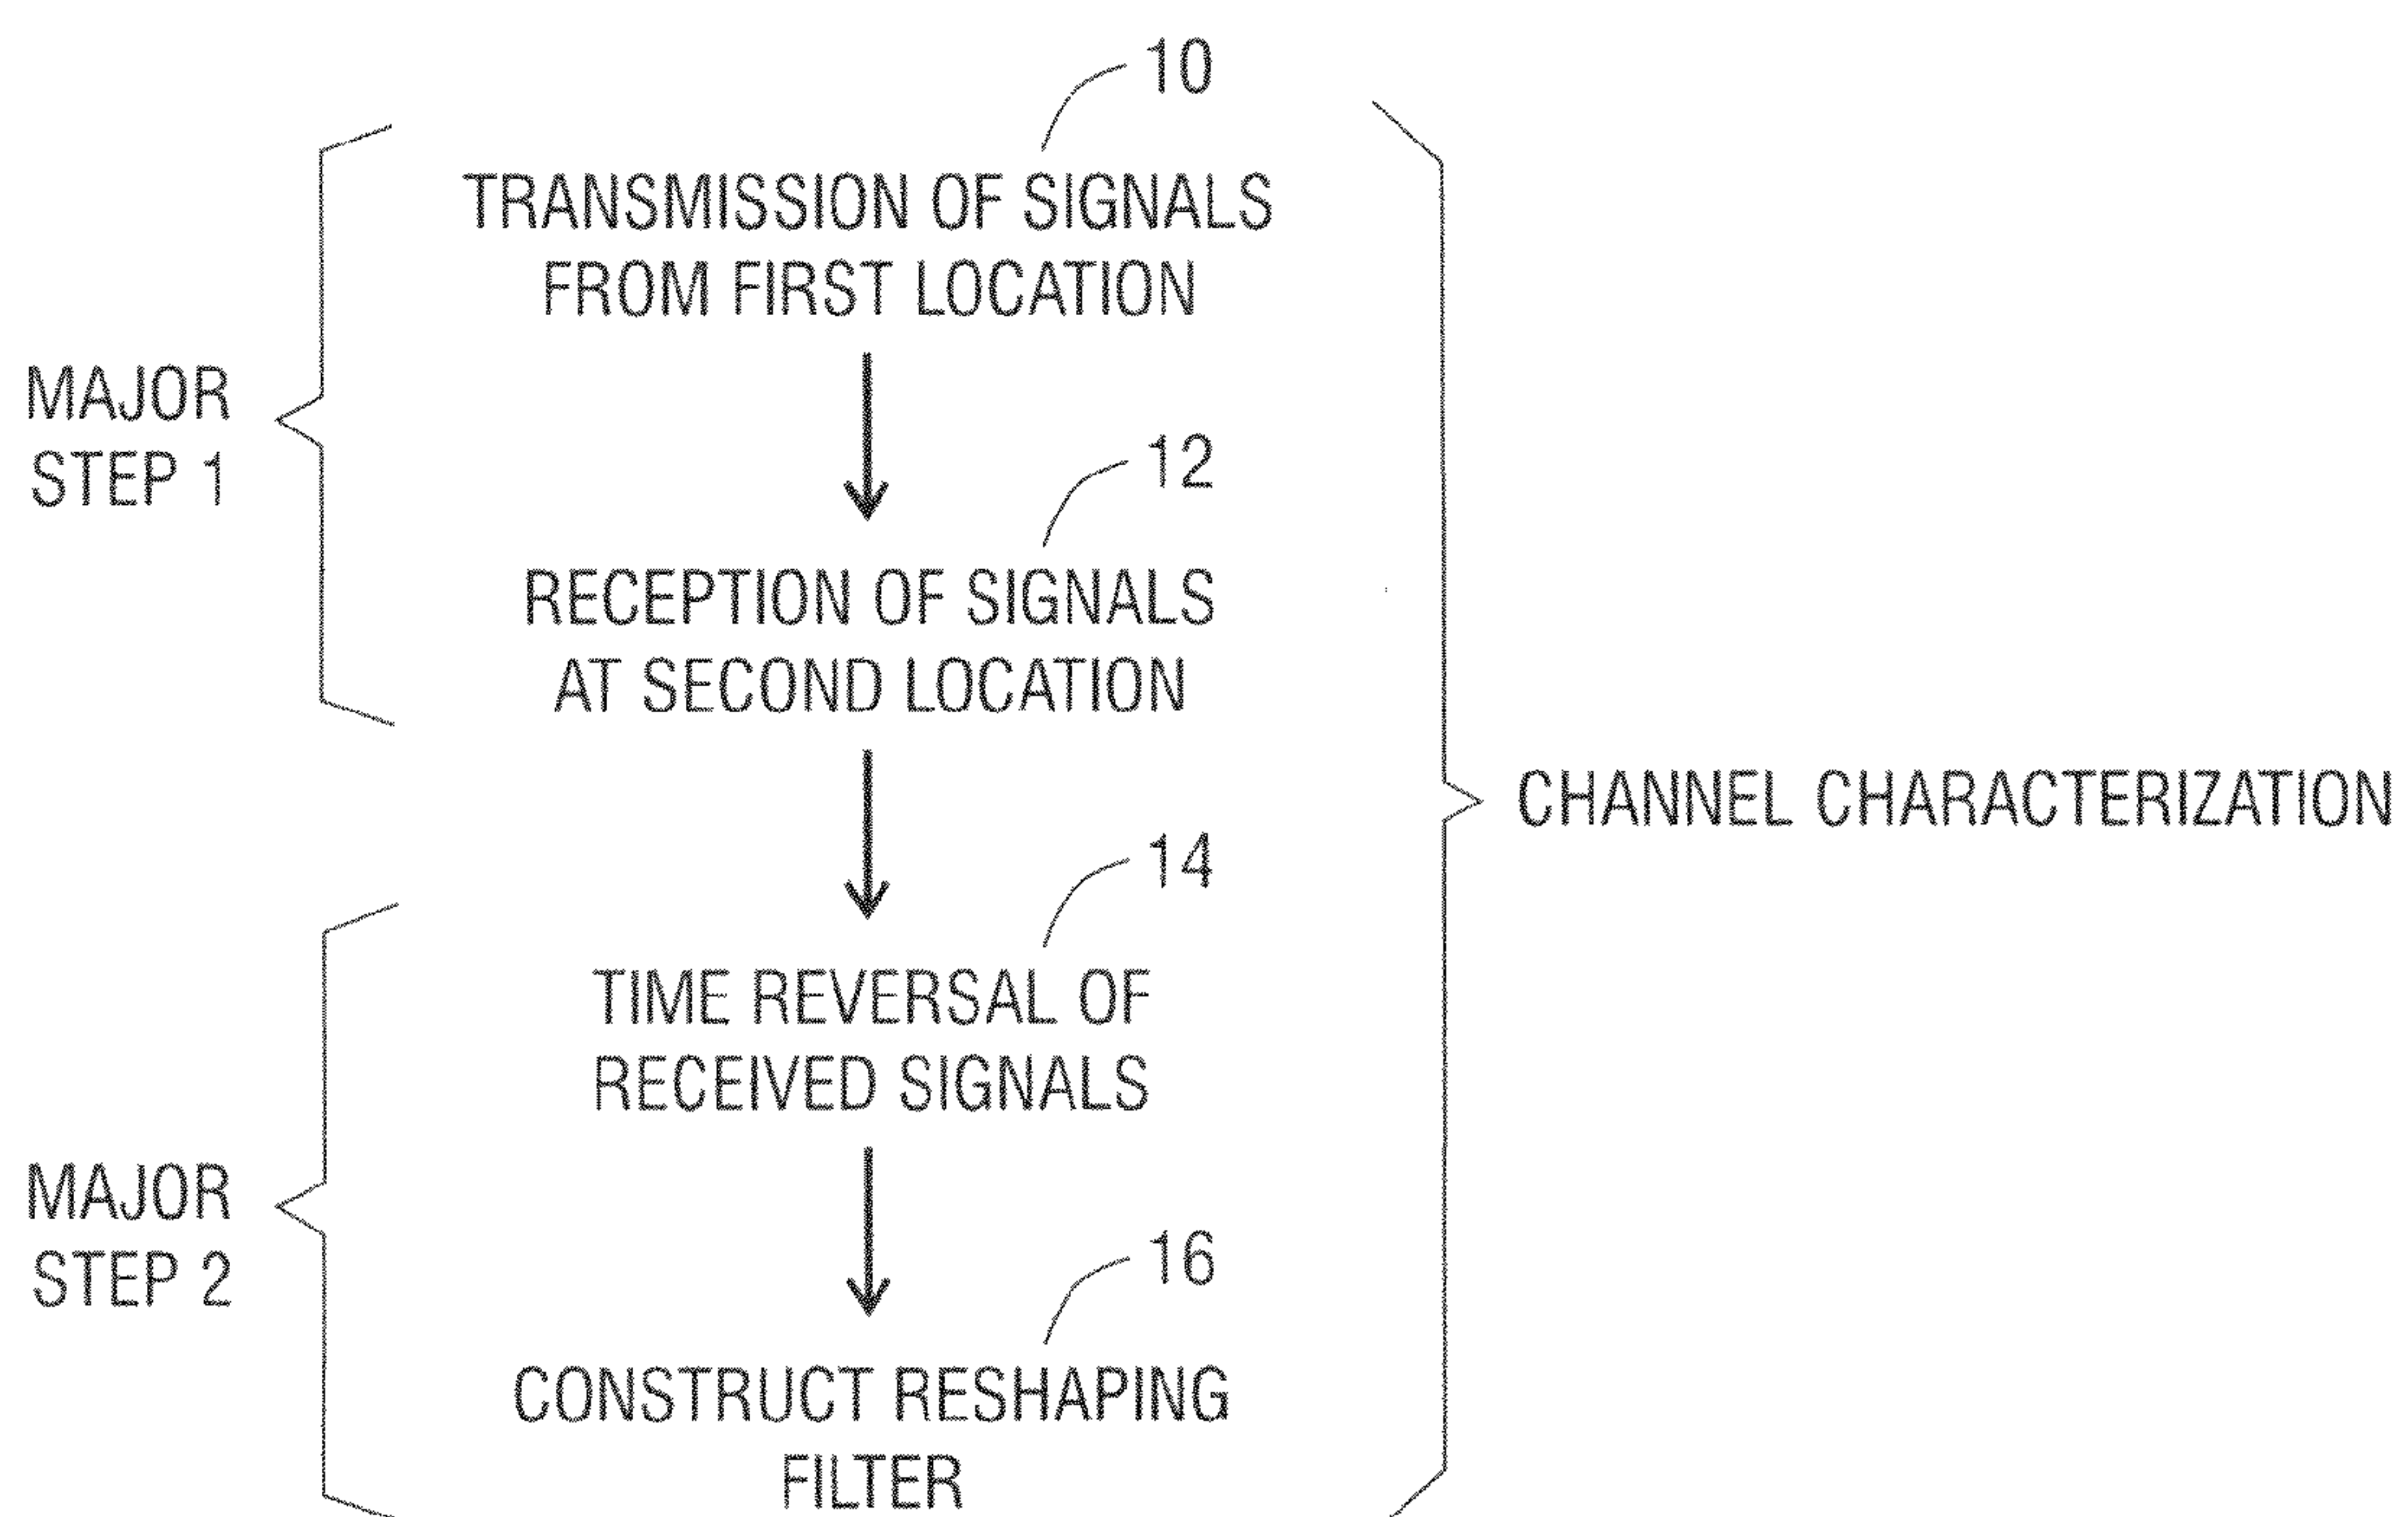 10
TRANSMISSION OF SIGNALS
FROM FIRST LOCATION
MAJOR
STEP 1
12
RECEPTION OF SIGNALS
AT SECOND LOCATION
CHANNEL CHARACTERIZATION
14
TIME REVERSAL OF
RECEIVED SIGNALS
MAJOR
STEP 2
16
CONSTRUCT RESHAPING
FILTER